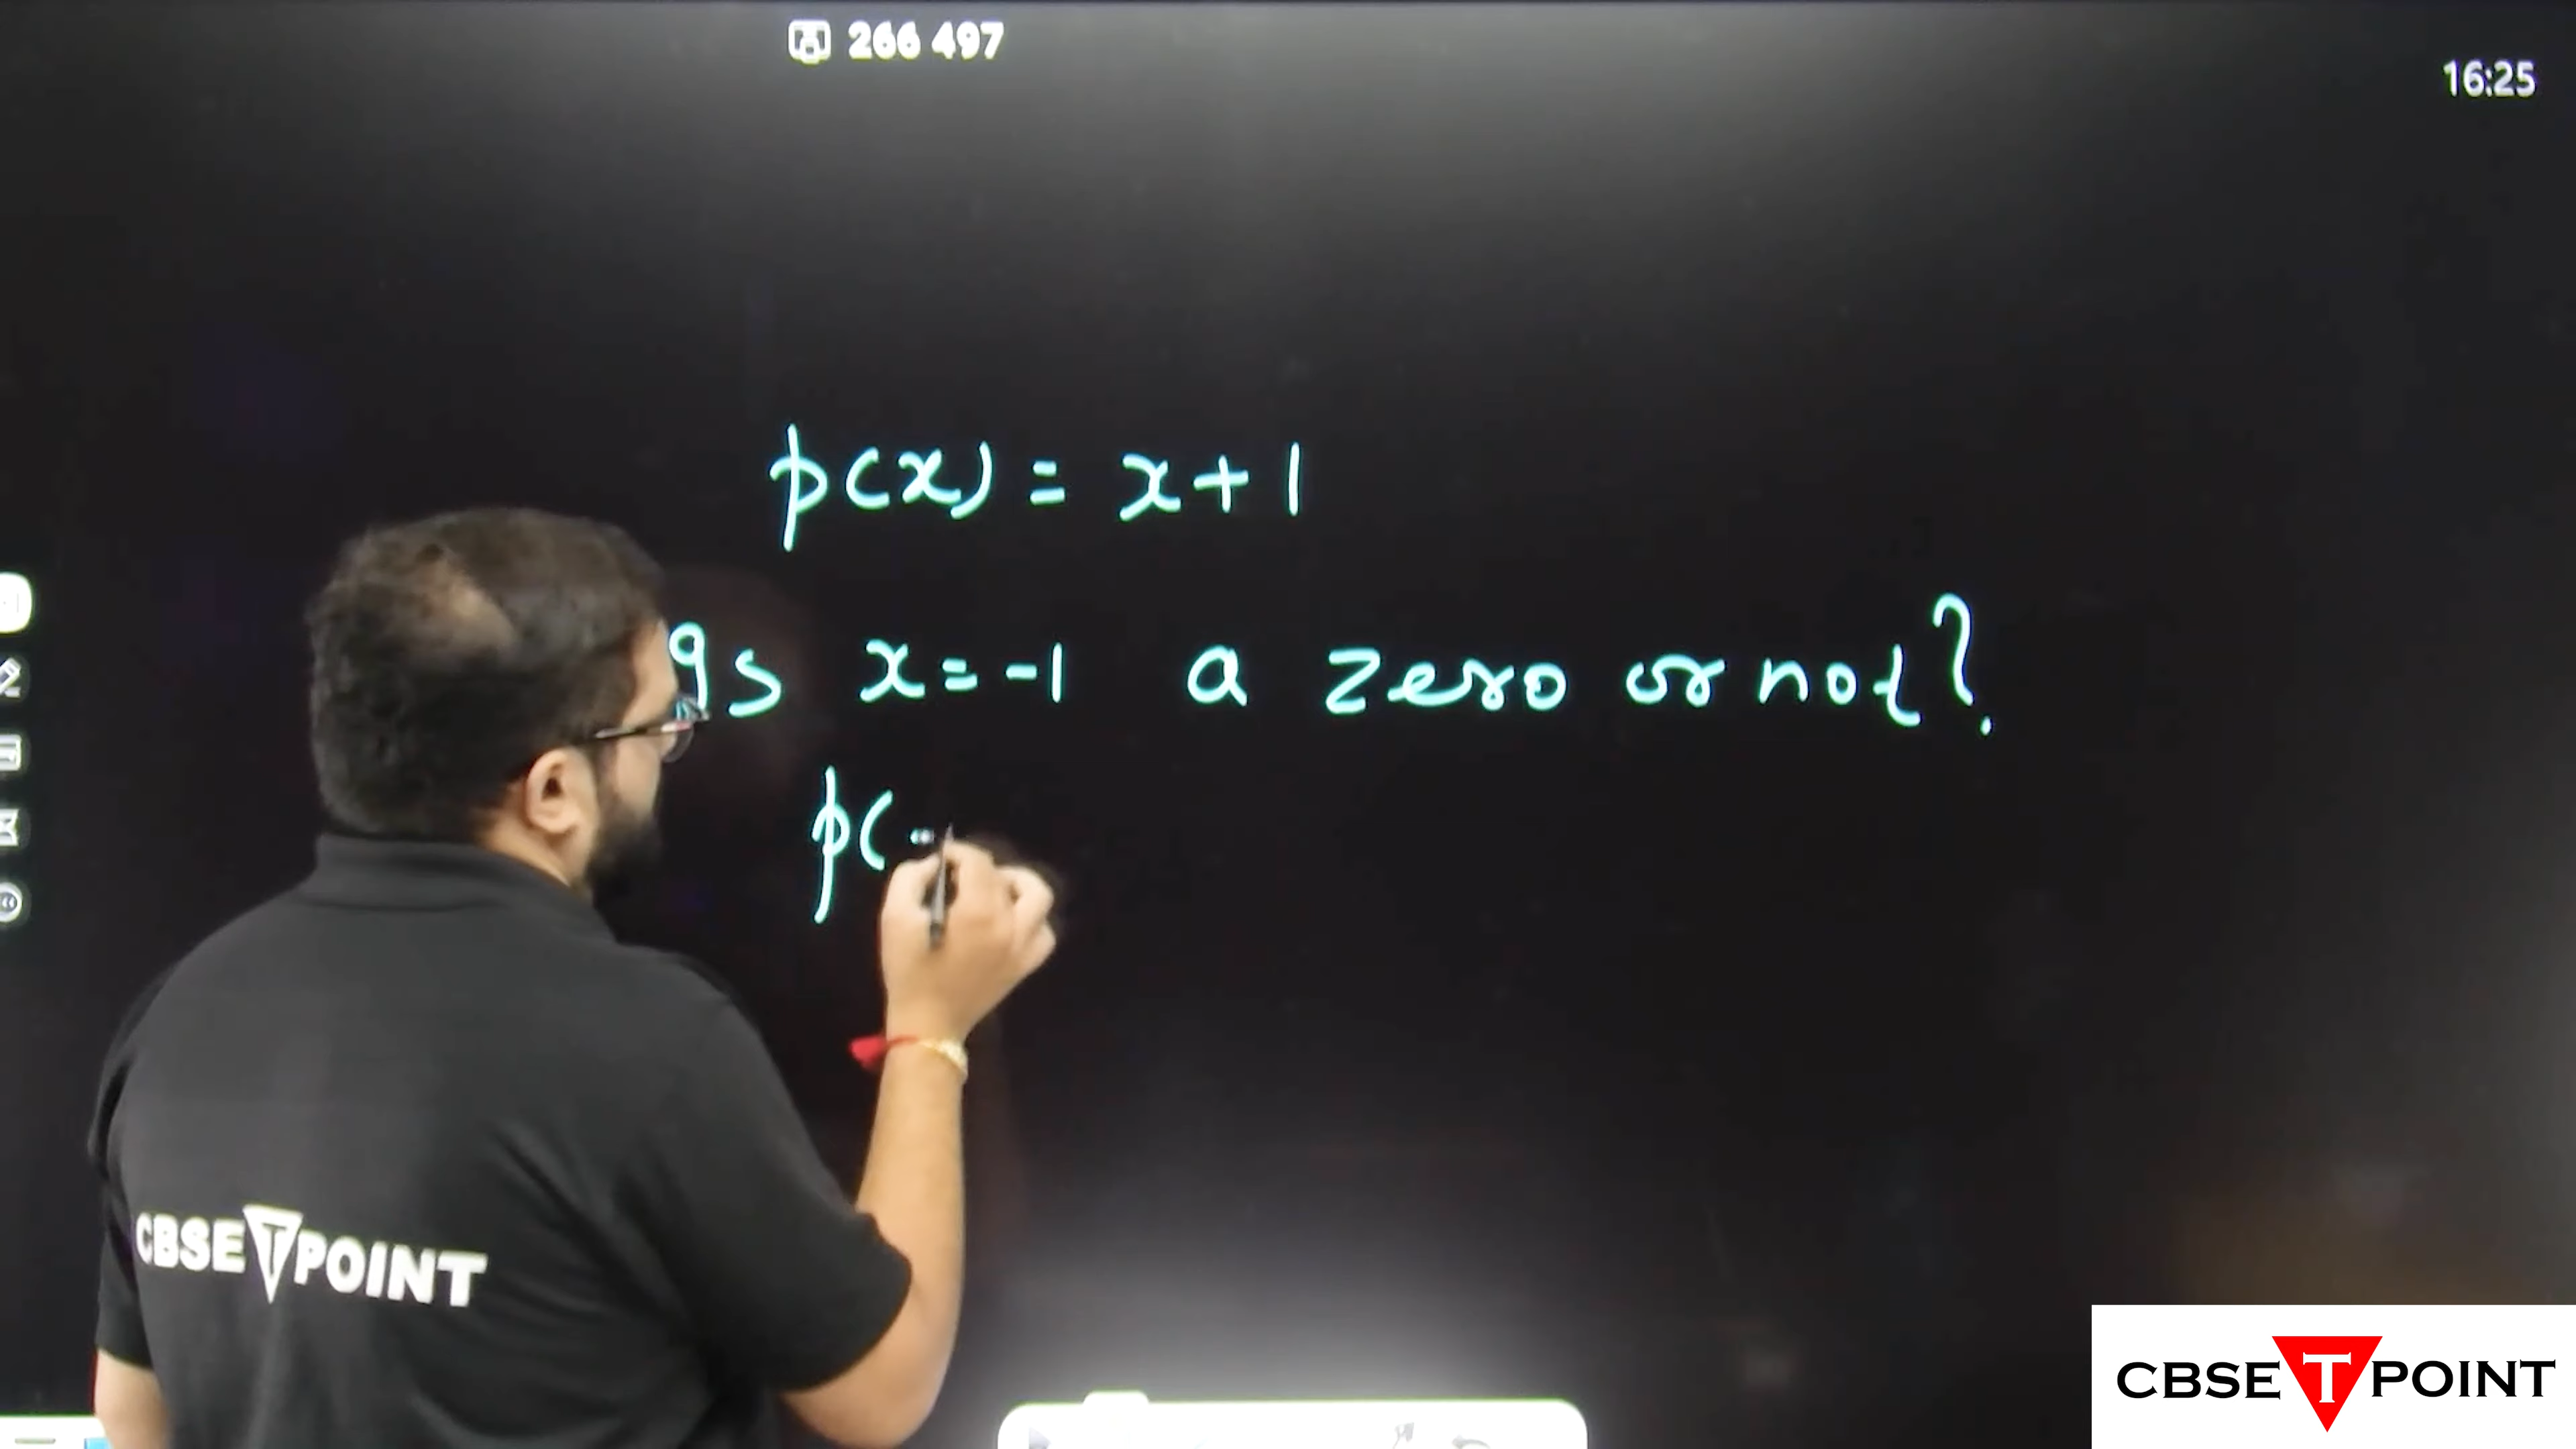 266 497
16:25
p(x) = x+1
Is x=-1 a zero or not?
p(-
CBSE T POINT
CBSE T POINT